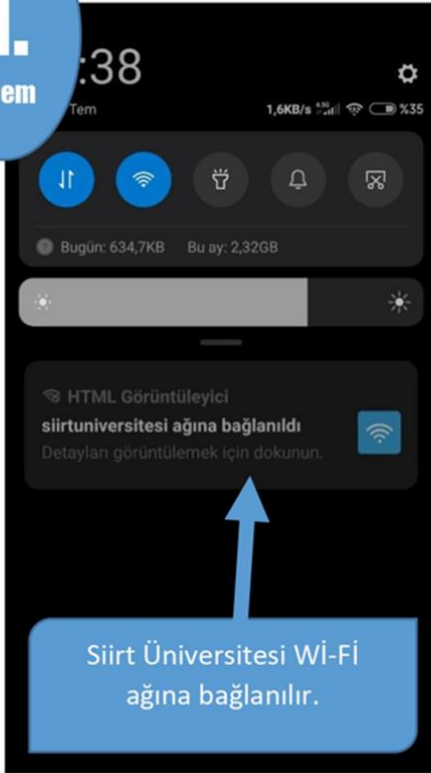 :38
em
Tem
1,6KB/s
%35
Bugün: 634,7KB Bu ay: 2,32GB
HTML Görüntüleyici
siirtuniversitesi ağına bağlanıldı
Detayları görüntülemek için dokunun.
Siirt Üniversitesi Wİ-Fİ
ağına bağlanılır.